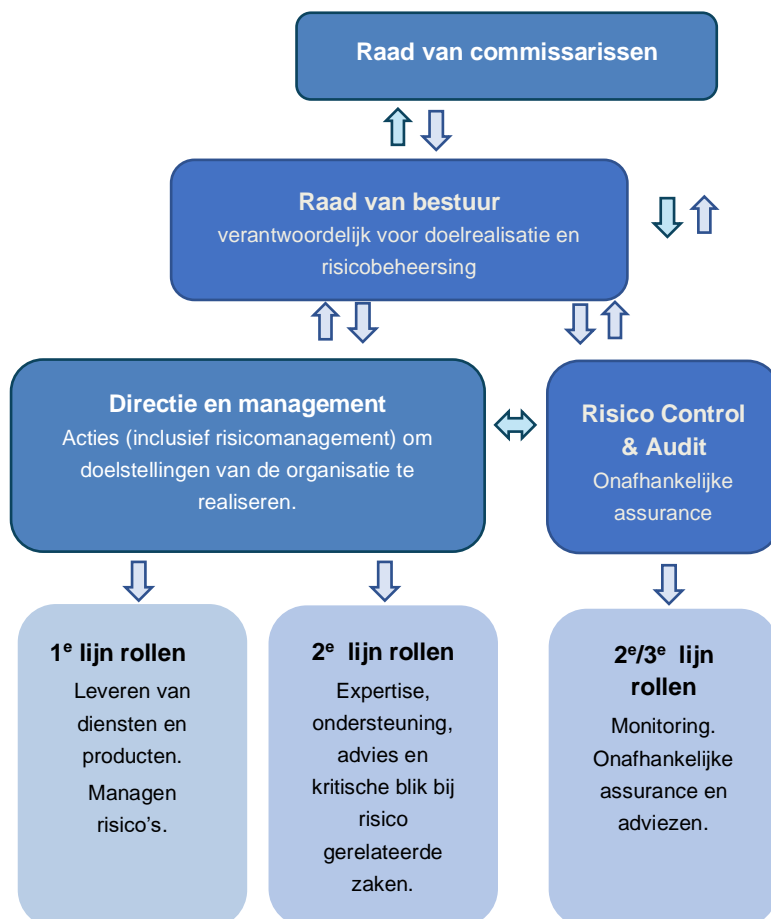 Raad van commissarissen
Raad van bestuur
verantwoordelijk voor doelrealisatie en
risicobeheersing
Directie en management
Acties (inclusief risicomanagement) om
doelstellingen van de organisatie te
realiseren.
Risico Control
& Audit
Onafhankelijke
assurance
1e lijn rollen
Leveren van
diensten en
producten.
Managen
risico’s.
2e lijn rollen
Expertise,
ondersteuning,
advies en
kritische blik bij
risico
gerelateerde
zaken.
2e/3e lijn
rollen
Monitoring.
Onafhankelijke
assurance en
adviezen.